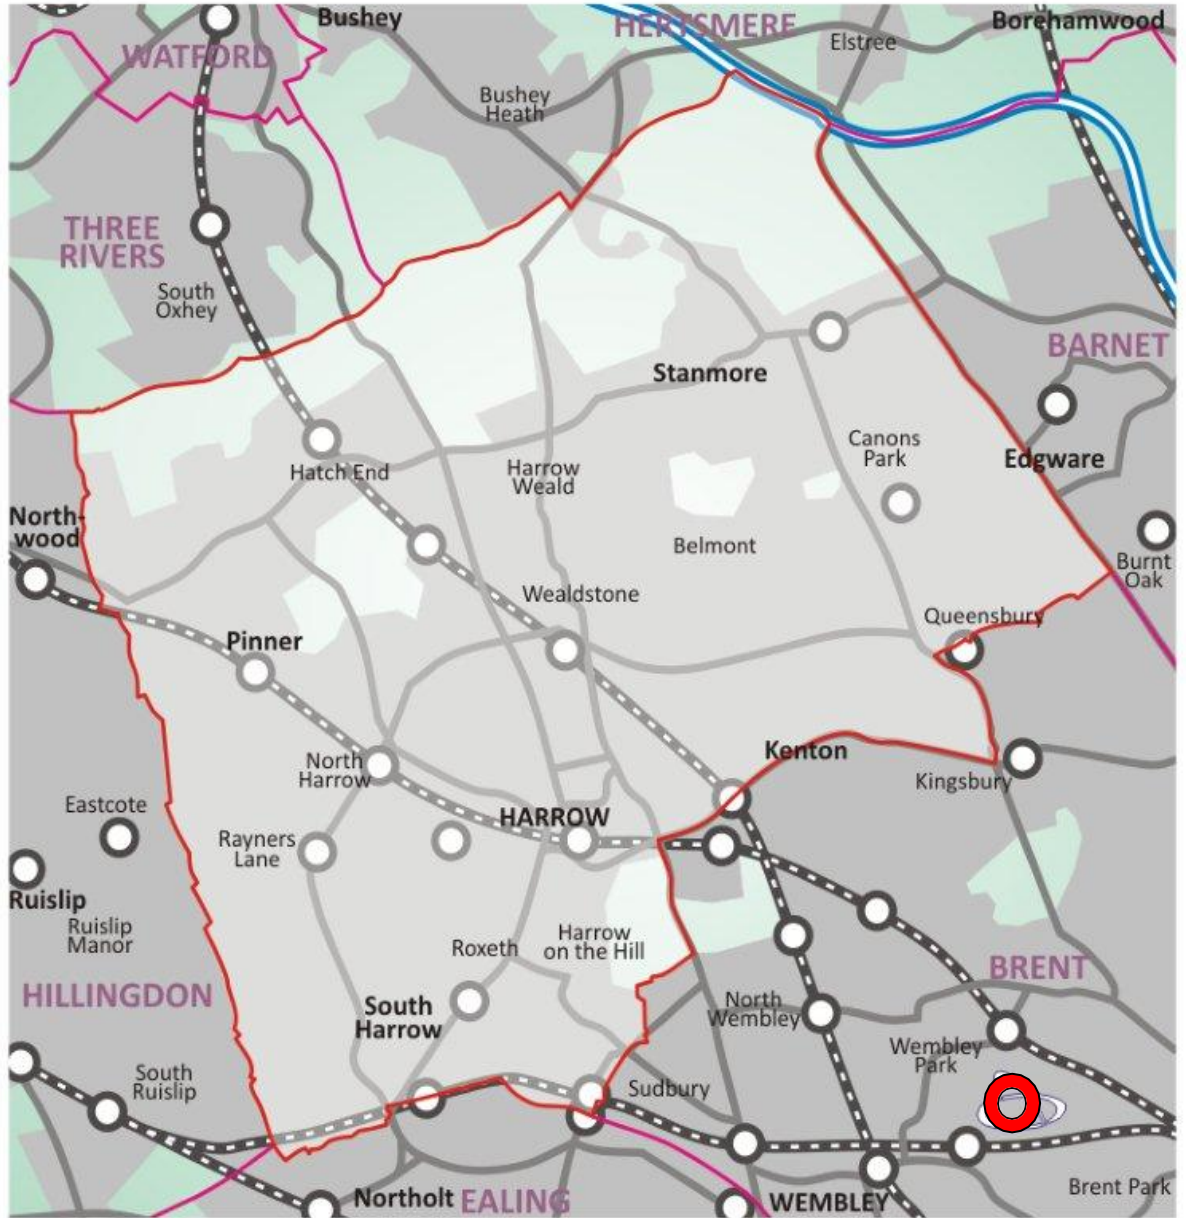 Bushey
HERTSMERE
Borehamwood
WATFORD
Elstree
Bushey
Heath
THREE
RIVERS
South
Oxhey
BARNET
Stanmore
Canons
Park
Edgware
Hatch End
Harrow
Weald
North-
wood
Belmont
Burnt
Oak
Wealdstone
Queensbury
Pinner
Kenton
North
Harrow
Kingsbury
Eastcote
HARROW
Rayners
Lane
Ruislip
Ruislip
Manor
Roxeth
Harrow
on the Hill
BRENT
HILLINGDON
South
Harrow
North
Wembley
Wembley
Park
South
Ruislip
Sudbury
Brent Park
Northolt
EALING
WEMBLEY